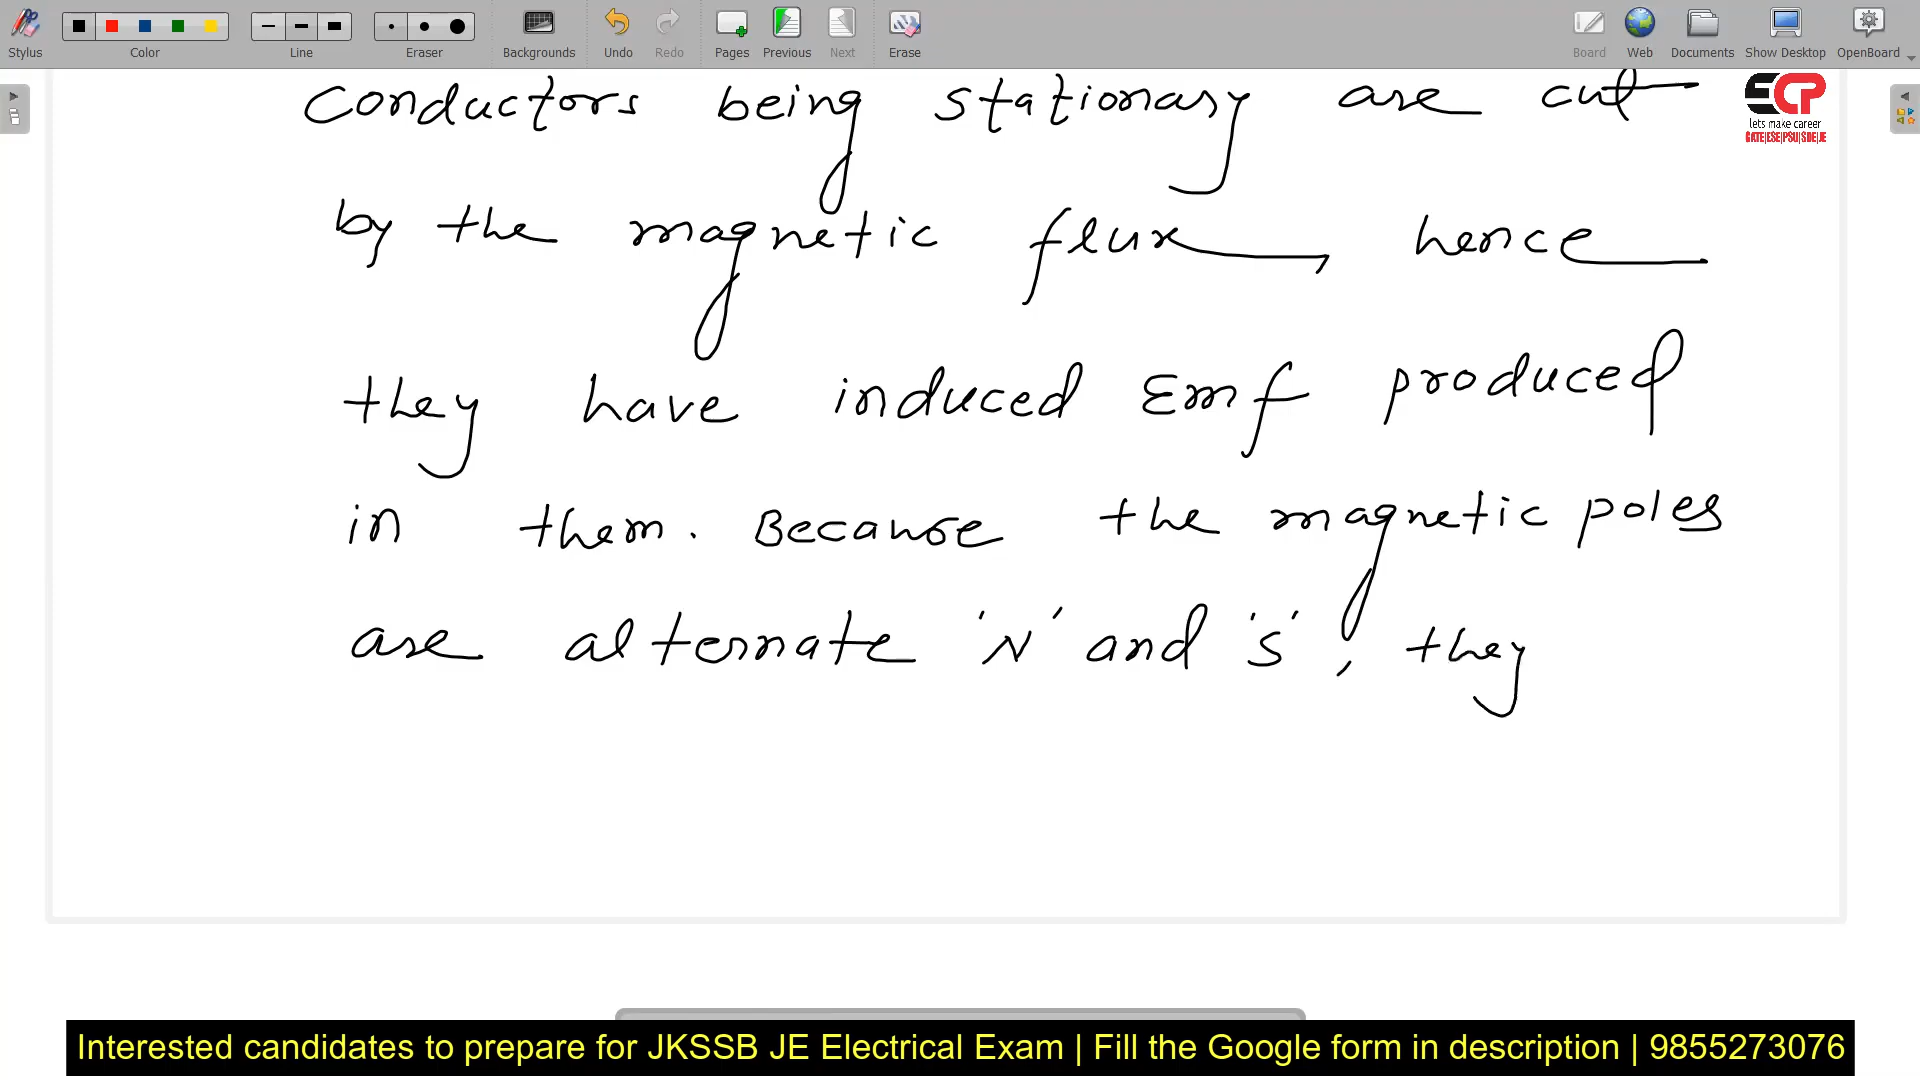 Stylus
Color
Line
Eraser
Backgrounds
Undo
Redo
Pages
Previous
Next
Erase
Board
Web
Documents
Show Desktop
OpenBoard
ECP
lets make career
GATE|ESE|PSU|SDE|JE
Conductors being stationary are cut
by the magnetic flux, hence
they have induced Emf produced
in them. Because the magnetic poles
are alternate 'N' and 'S', they
Interested candidates to prepare for JKSSB JE Electrical Exam | Fill the Google form in description | 9855273076